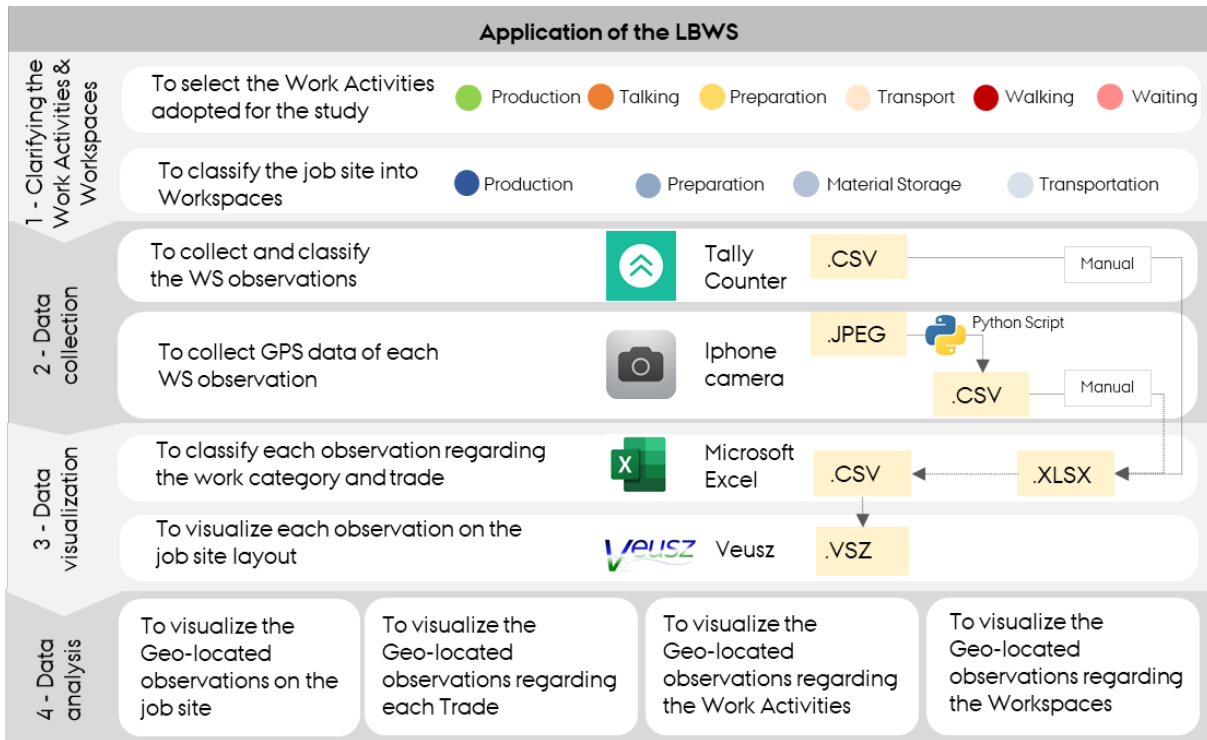 Application of the LBWS
1 - Clarifying the
Work Activities &
Workspaces
To select the Work Activities
adopted for the study
Production
Talking
Preparation
Transport
Walking
Waiting
To classify the job site into
Workspaces
Production
Preparation
Material Storage
Transportation
2 - Data
collection
To collect and classify
the WS observations
Tally
Counter
.CSV
Manual
To collect GPS data of each
WS observation
Iphone
camera
.JPEG
Python Script
.CSV
Manual
3 - Data
visualization
To classify each observation regarding
the work category and trade
X
Microsoft
Excel
.CSV
.XLSX
To visualize each observation on the
job site layout
Veusz
Veusz
.VSZ
4 - Data
analysis
To visualize the
Geo-located
observations on the
job site
To visualize the
Geo-located
observations regarding
each Trade
To visualize the
Geo-located
observations regarding
the Work Activities
To visualize the
Geo-located
observations regarding
the Workspaces